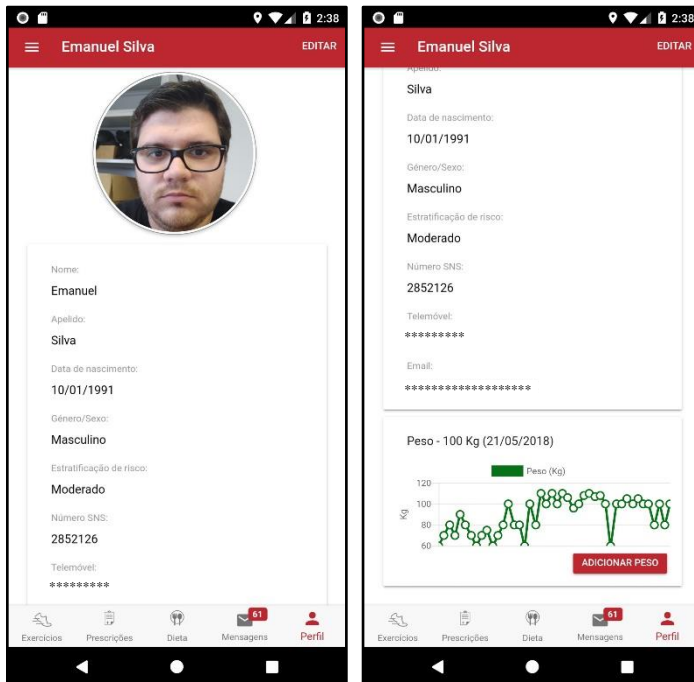 2:38
Emanuel Silva EDITAR
Nome:
Emanuel
Apelido:
Silva
Data de nascimento:
10/01/1991
Género/Sexo:
Masculino
Estratificação de risco:
Moderado
Número SNS:
2852126
Telemóvel:
*********
Exercicios Prescrições Dieta Mensagens 61 Perfil
2:38
Emanuel Silva EDITAR
Apelido:
Silva
Data de nascimento:
10/01/1991
Género/Sexo:
Masculino
Estratificação de risco:
Moderado
Número SNS:
2852126
Telemóvel:
*********
Email:
*******************
Peso - 100 Kg (21/05/2018)
Peso (Kg)
Kg
120
100
80
60
ADICIONAR PESO
Exercicios Prescrições Dieta Mensagens 61 Perfil